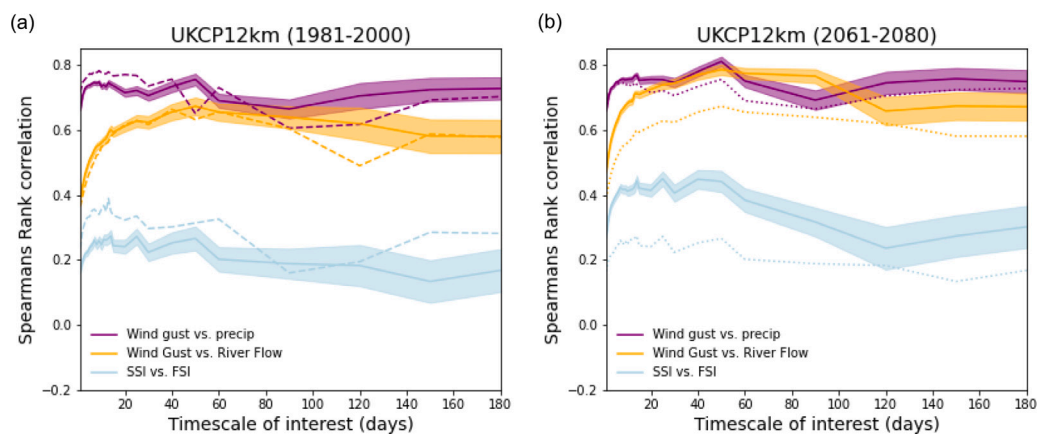 (a)
UKCP12km (1981-2000)
Spearmans Rank correlation
0.8
0.6
0.4
0.2
0.0
−0.2
Wind gust vs. precip
Wind Gust vs. River Flow
SSI vs. FSI
20 40 60 80 100 120 140 160 180
Timescale of interest (days)
(b)
UKCP12km (2061-2080)
Spearmans Rank correlation
0.8
0.6
0.4
0.2
0.0
−0.2
Wind gust vs. precip
Wind Gust vs. River Flow
SSI vs. FSI
20 40 60 80 100 120 140 160 180
Timescale of interest (days)